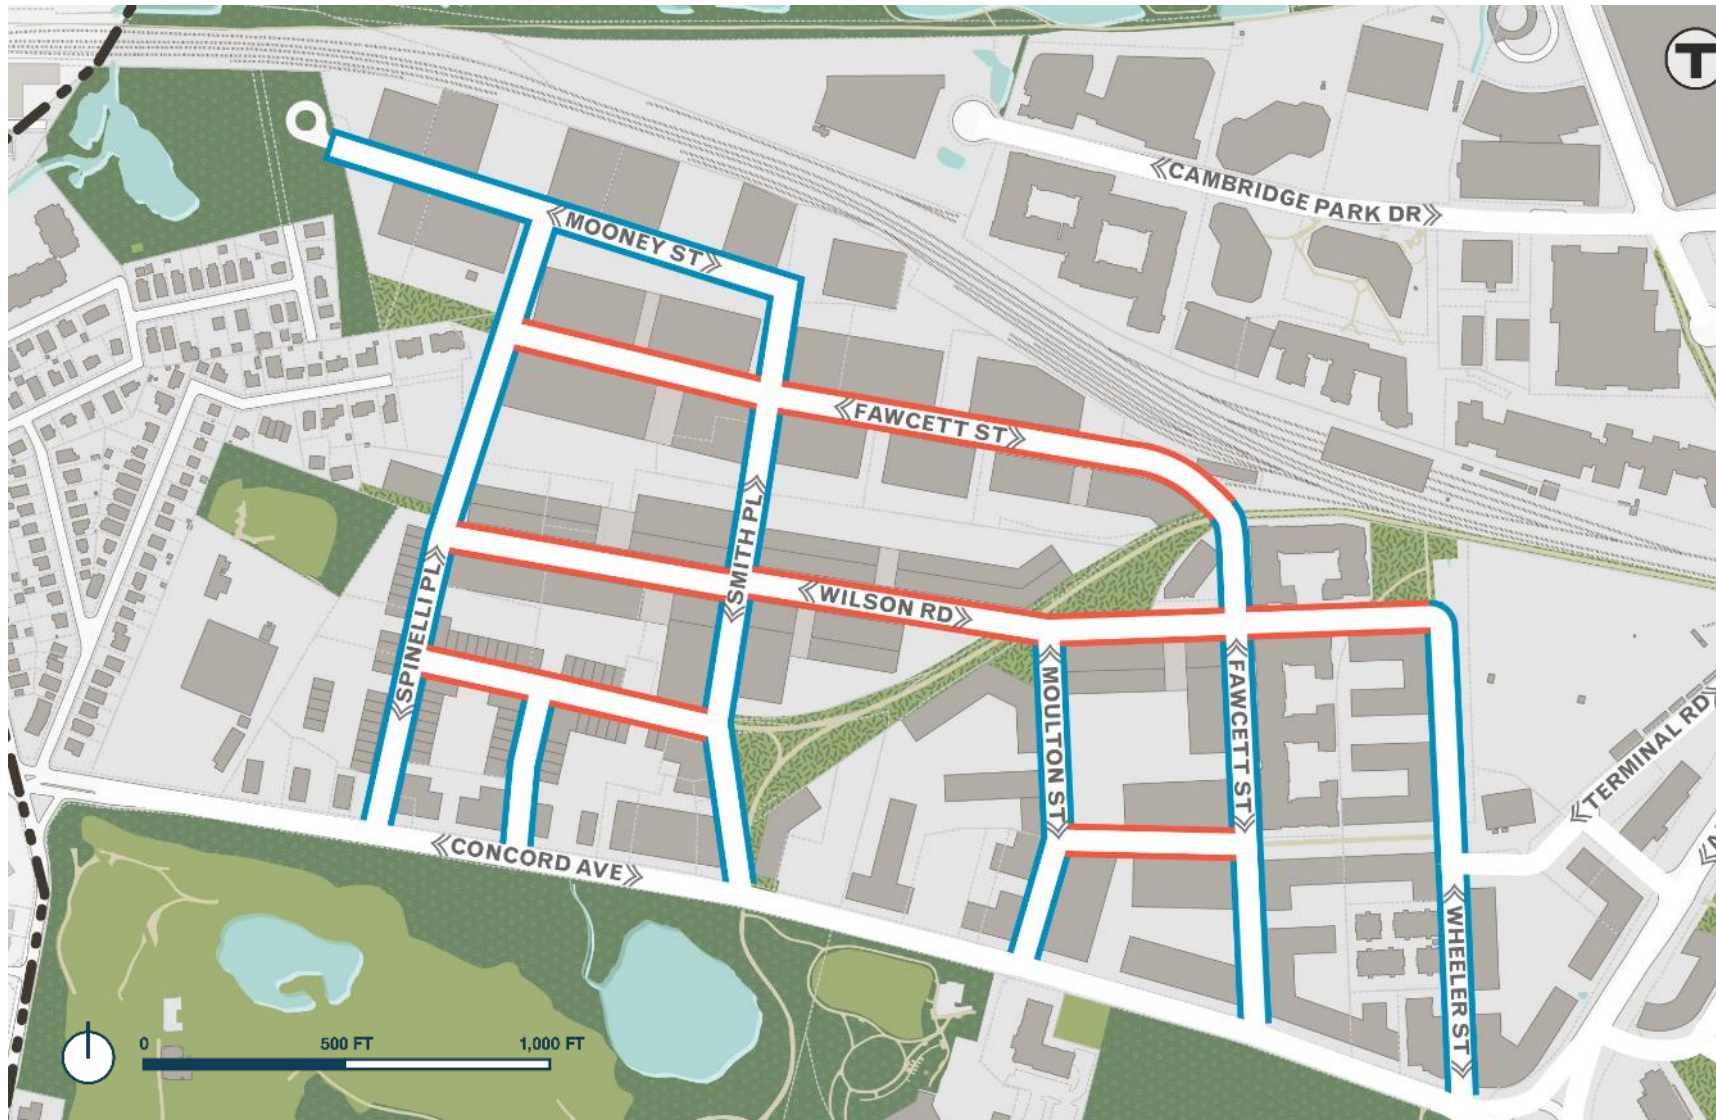 T
CAMBRIDGE PARK DR
MOONEY ST
FAWCETT ST
SMITH PL
WILSON RD
SPINELLI PL
MOULTON ST
FAWCETT ST
TERMINAL RD
CONCORD AVE
WHEELER ST
0 500 FT 1,000 FT